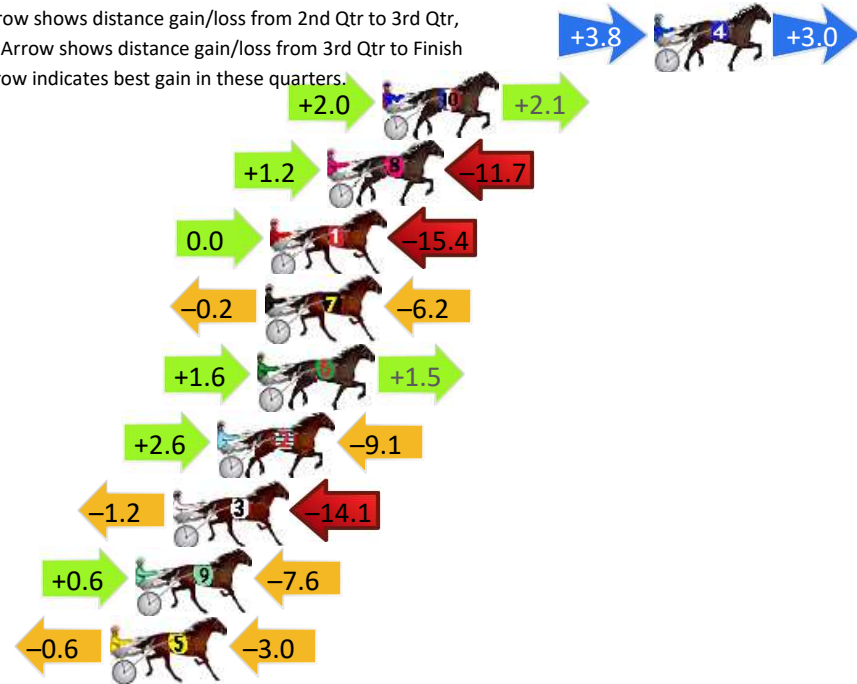 row shows distance gain/loss from 2nd Qtr to 3rd Qtr,
Arrow shows distance gain/loss from 3rd Qtr to Finish
row indicates best gain in these quarters.
+3.8 4 +3.0
+2.0 10 +2.1
+1.2 8 –11.7
0.0 1 –15.4
–0.2 7 –6.2
+1.6 6 +1.5
+2.6 2 –9.1
–1.2 3 –14.1
+0.6 9 –7.6
–0.6 5 –3.0